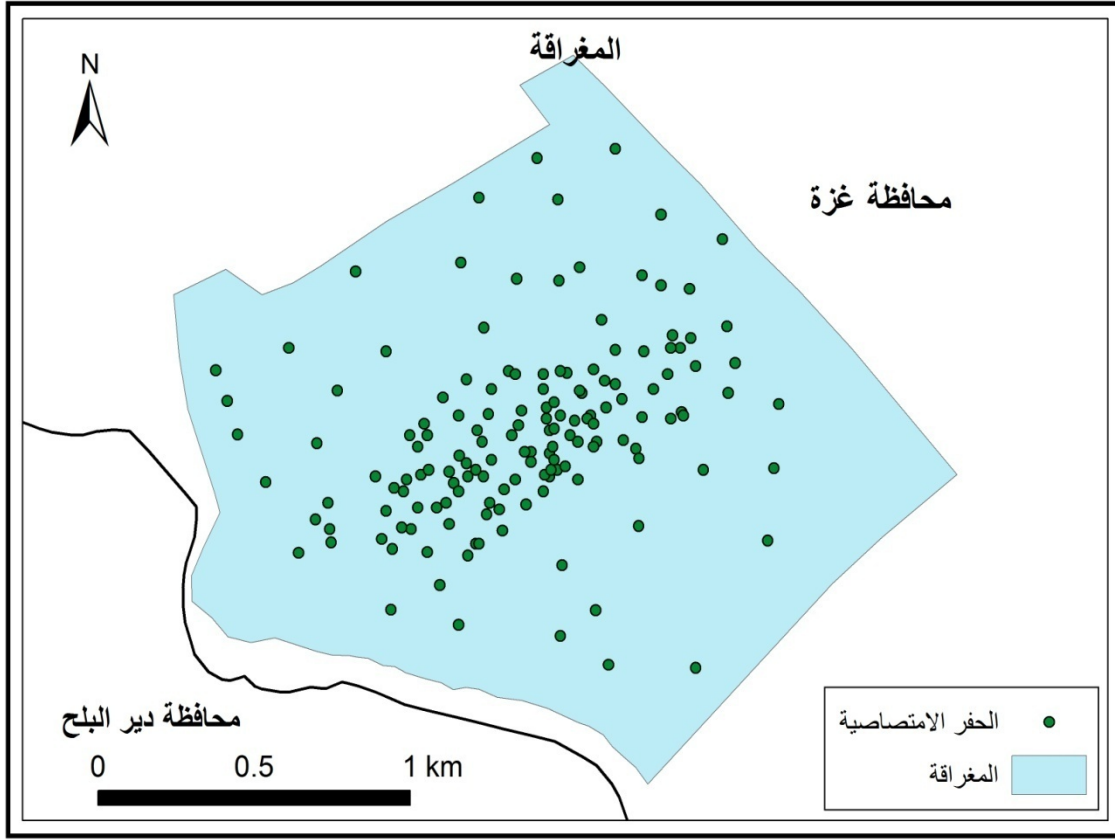 المغراقة
N
محافظة غزة
محافظة دير البلح
0 0.5 1 km
الحفر الامتصاصية
المغراقة